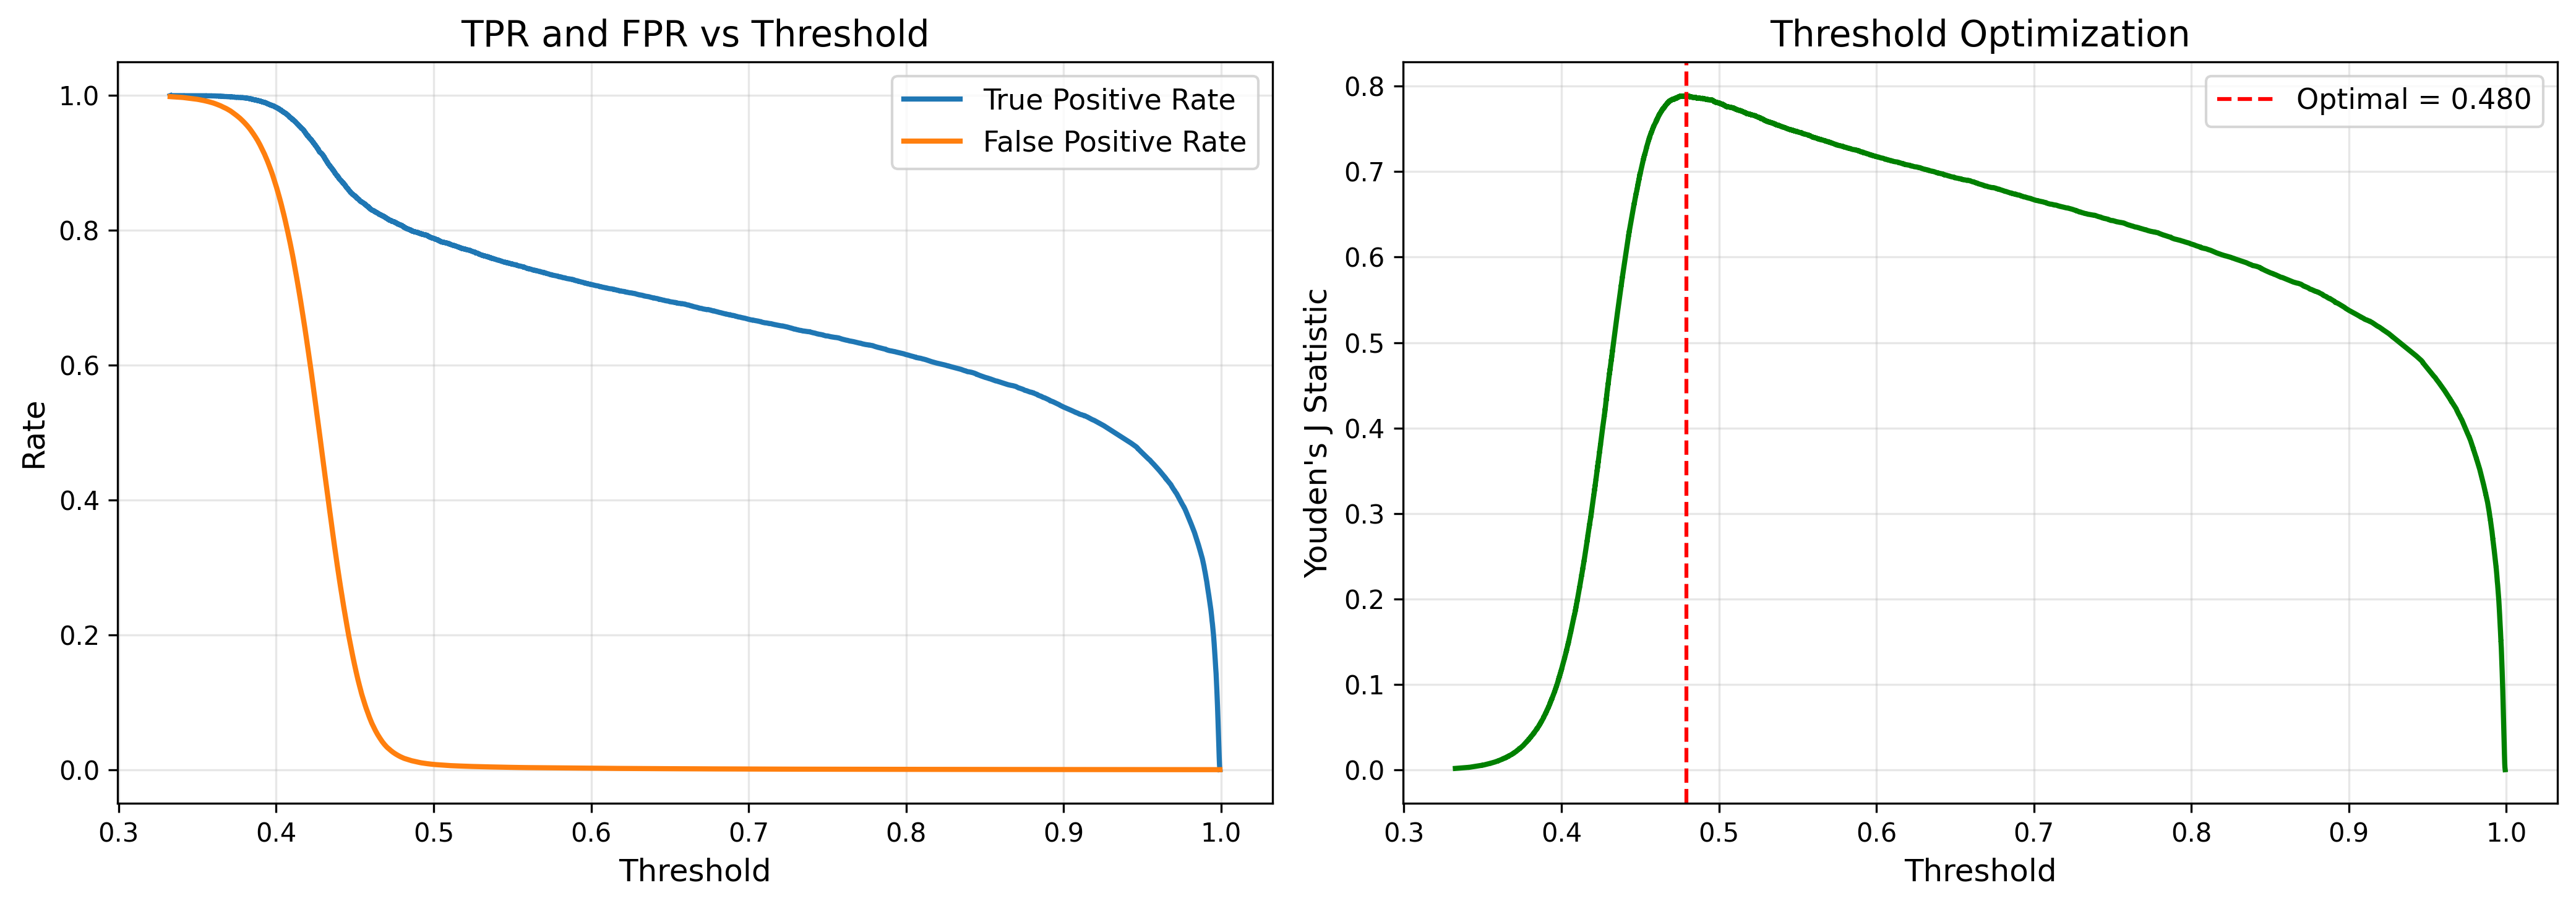 TPR and FPR vs Threshold
True Positive Rate
False Positive Rate
Rate
1.0
0.8
0.6
0.4
0.2
0.0
0.3 0.4 0.5 0.6 0.7 0.8 0.9 1.0
Threshold
Threshold Optimization
Optimal = 0.480
Youden's J Statistic
0.8
0.7
0.6
0.5
0.4
0.3
0.2
0.1
0.0
0.3 0.4 0.5 0.6 0.7 0.8 0.9 1.0
Threshold